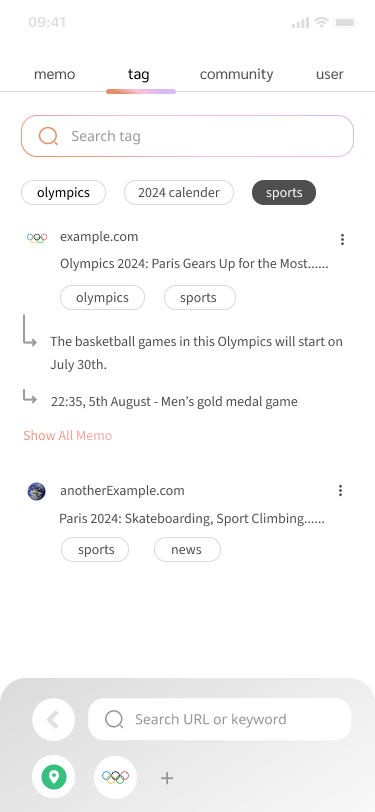 09:41
memo tag community user
Search tag
olympics 2024 calender sports
example.com
Olympics 2024: Paris Gears Up for the Most......
olympics sports
The basketball games in this Olympics will start on
July 30th.
22:35, 5th August - Men’s gold medal game
Show All Memo
anotherExample.com
Paris 2024: Skateboarding, Sport Climbing......
sports news
Search URL or keyword